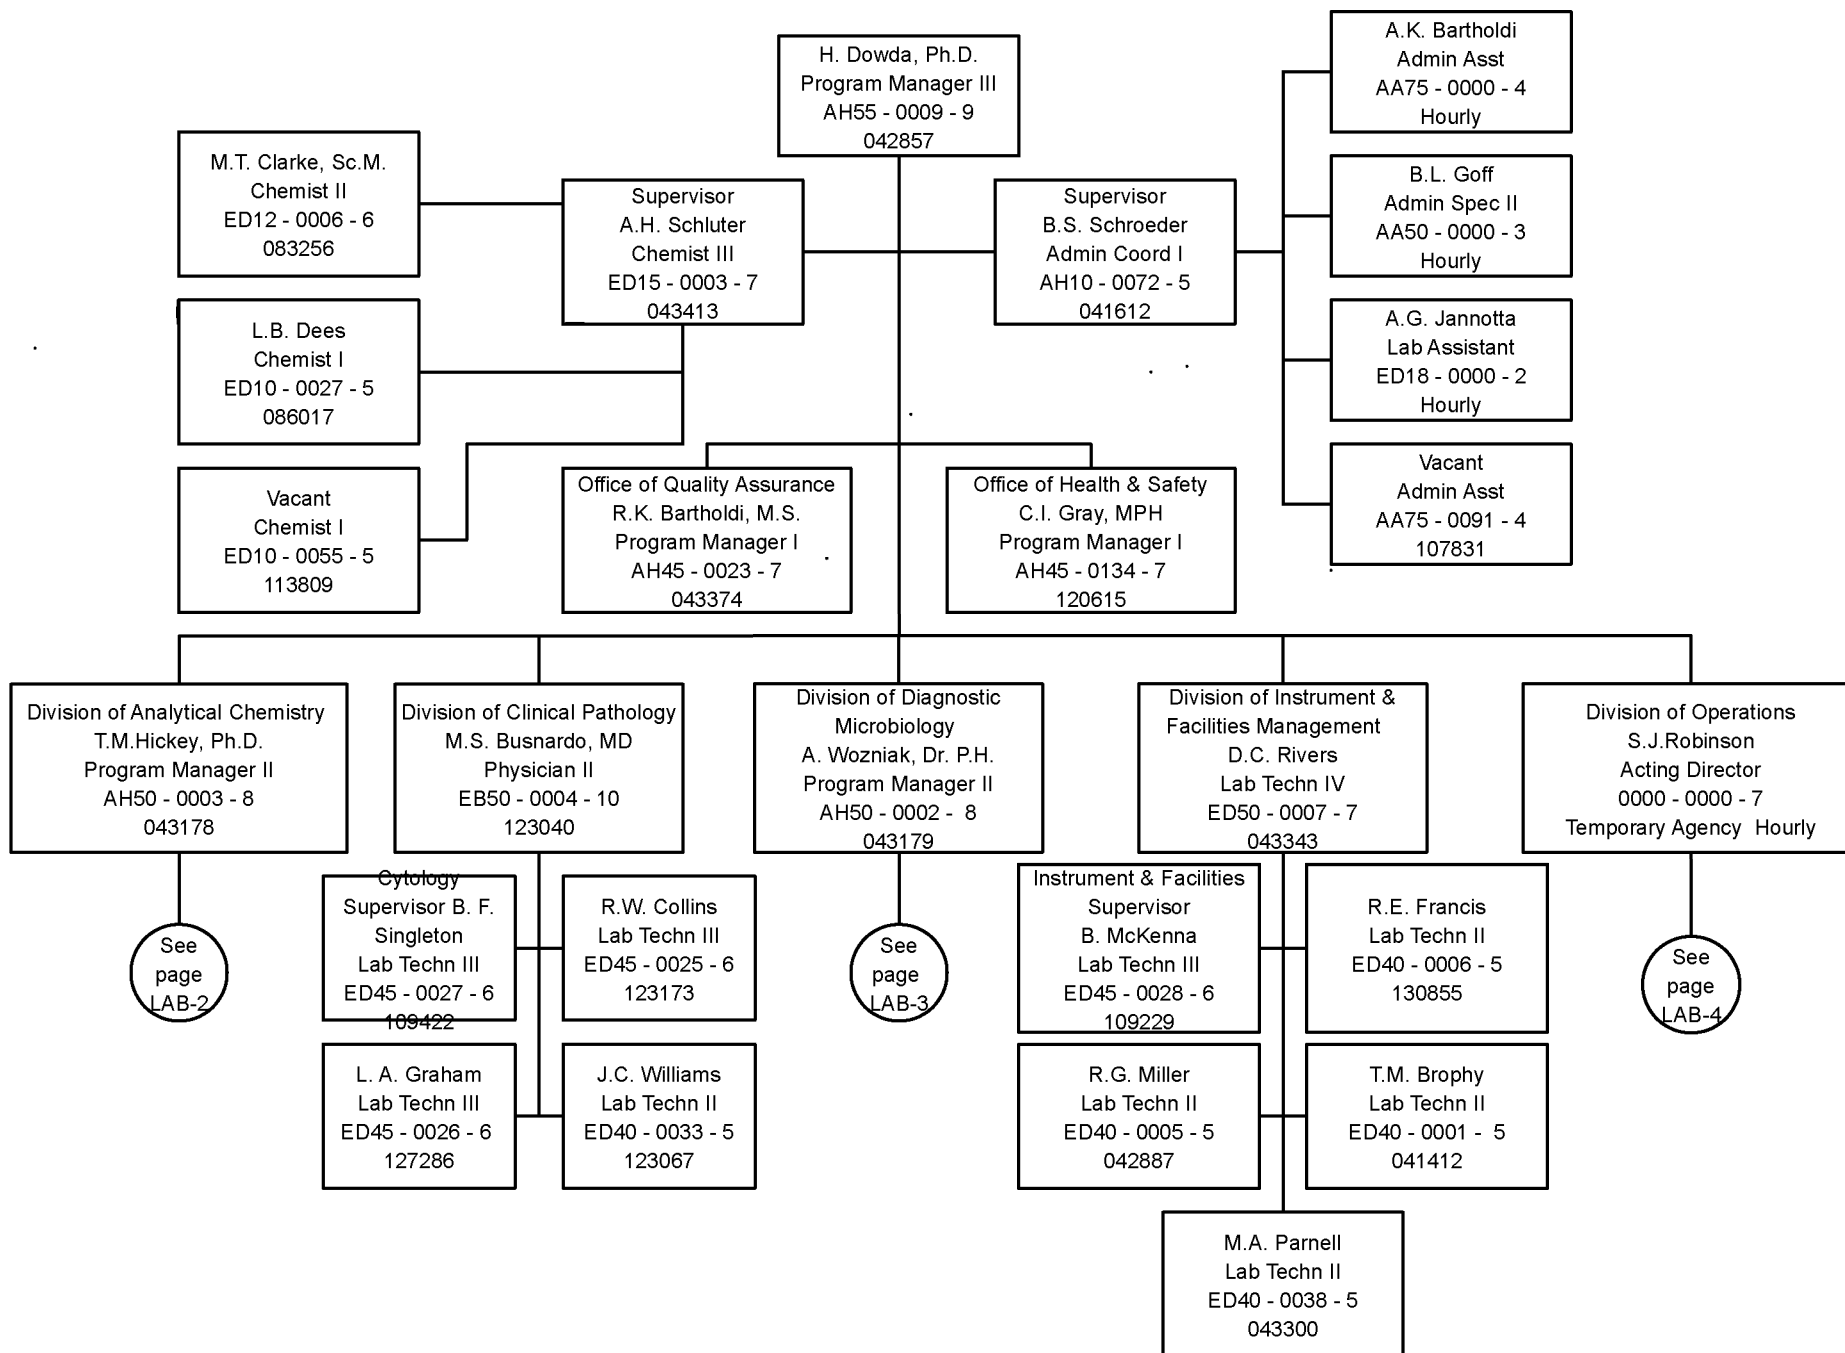 H. Dowda, Ph.D.
Program Manager III
AH55 - 0009 - 9
042857
A.K. Bartholdi
Admin Asst
AA75 - 0000 - 4
Hourly
M.T. Clarke, Sc.M.
Chemist II
ED12 - 0006 - 6
083256
Supervisor
A.H. Schluter
Chemist III
ED15 - 0003 - 7
043413
Supervisor
B.S. Schroeder
Admin Coord I
AH10 - 0072 - 5
041612
B.L. Goff
Admin Spec II
AA50 - 0000 - 3
Hourly
L.B. Dees
Chemist I
ED10 - 0027 - 5
086017
A.G. Jannotta
Lab Assistant
ED18 - 0000 - 2
Hourly
Vacant
Chemist I
ED10 - 0055 - 5
113809
Office of Quality Assurance
R.K. Bartholdi, M.S.
Program Manager I
AH45 - 0023 - 7
043374
Office of Health & Safety
C.I. Gray, MPH
Program Manager I
AH45 - 0134 - 7
120615
Vacant
Admin Asst
AA75 - 0091 - 4
107831
Division of Analytical Chemistry
T.M.Hickey, Ph.D.
Program Manager II
AH50 - 0003 - 8
043178
Division of Clinical Pathology
M.S. Busnardo, MD
Physician II
EB50 - 0004 - 10
123040
Division of Diagnostic
Microbiology
A. Wozniak, Dr. P.H.
Program Manager II
AH50 - 0002 - 8
043179
Division of Instrument &
Facilities Management
D.C. Rivers
Lab Techn IV
ED50 - 0007 - 7
043343
Division of Operations
S.J.Robinson
Acting Director
0000 - 0000 - 7
Temporary Agency Hourly
See
page
LAB-2
Cytology
Supervisor B. F.
Singleton
Lab Techn III
ED45 - 0027 - 6
109422
R.W. Collins
Lab Techn III
ED45 - 0025 - 6
123173
See
page
LAB-3
Instrument & Facilities
Supervisor
B. McKenna
Lab Techn III
ED45 - 0028 - 6
109229
R.E. Francis
Lab Techn II
ED40 - 0006 - 5
130855
See
page
LAB-4
L. A. Graham
Lab Techn III
ED45 - 0026 - 6
127286
J.C. Williams
Lab Techn II
ED40 - 0033 - 5
123067
R.G. Miller
Lab Techn II
ED40 - 0005 - 5
042887
T.M. Brophy
Lab Techn II
ED40 - 0001 - 5
041412
M.A. Parnell
Lab Techn II
ED40 - 0038 - 5
043300